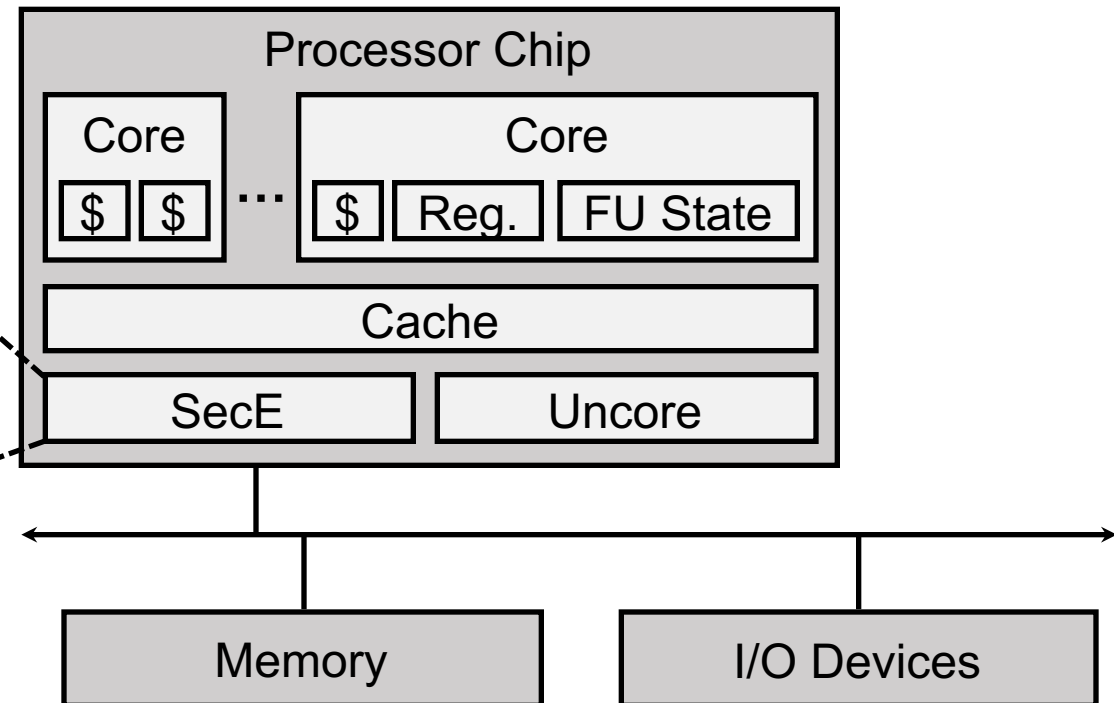 Processor Chip
Core
Core
$ $ ... $ Reg. FU State
Cache
SecE
Uncore
Memory
I/O Devices